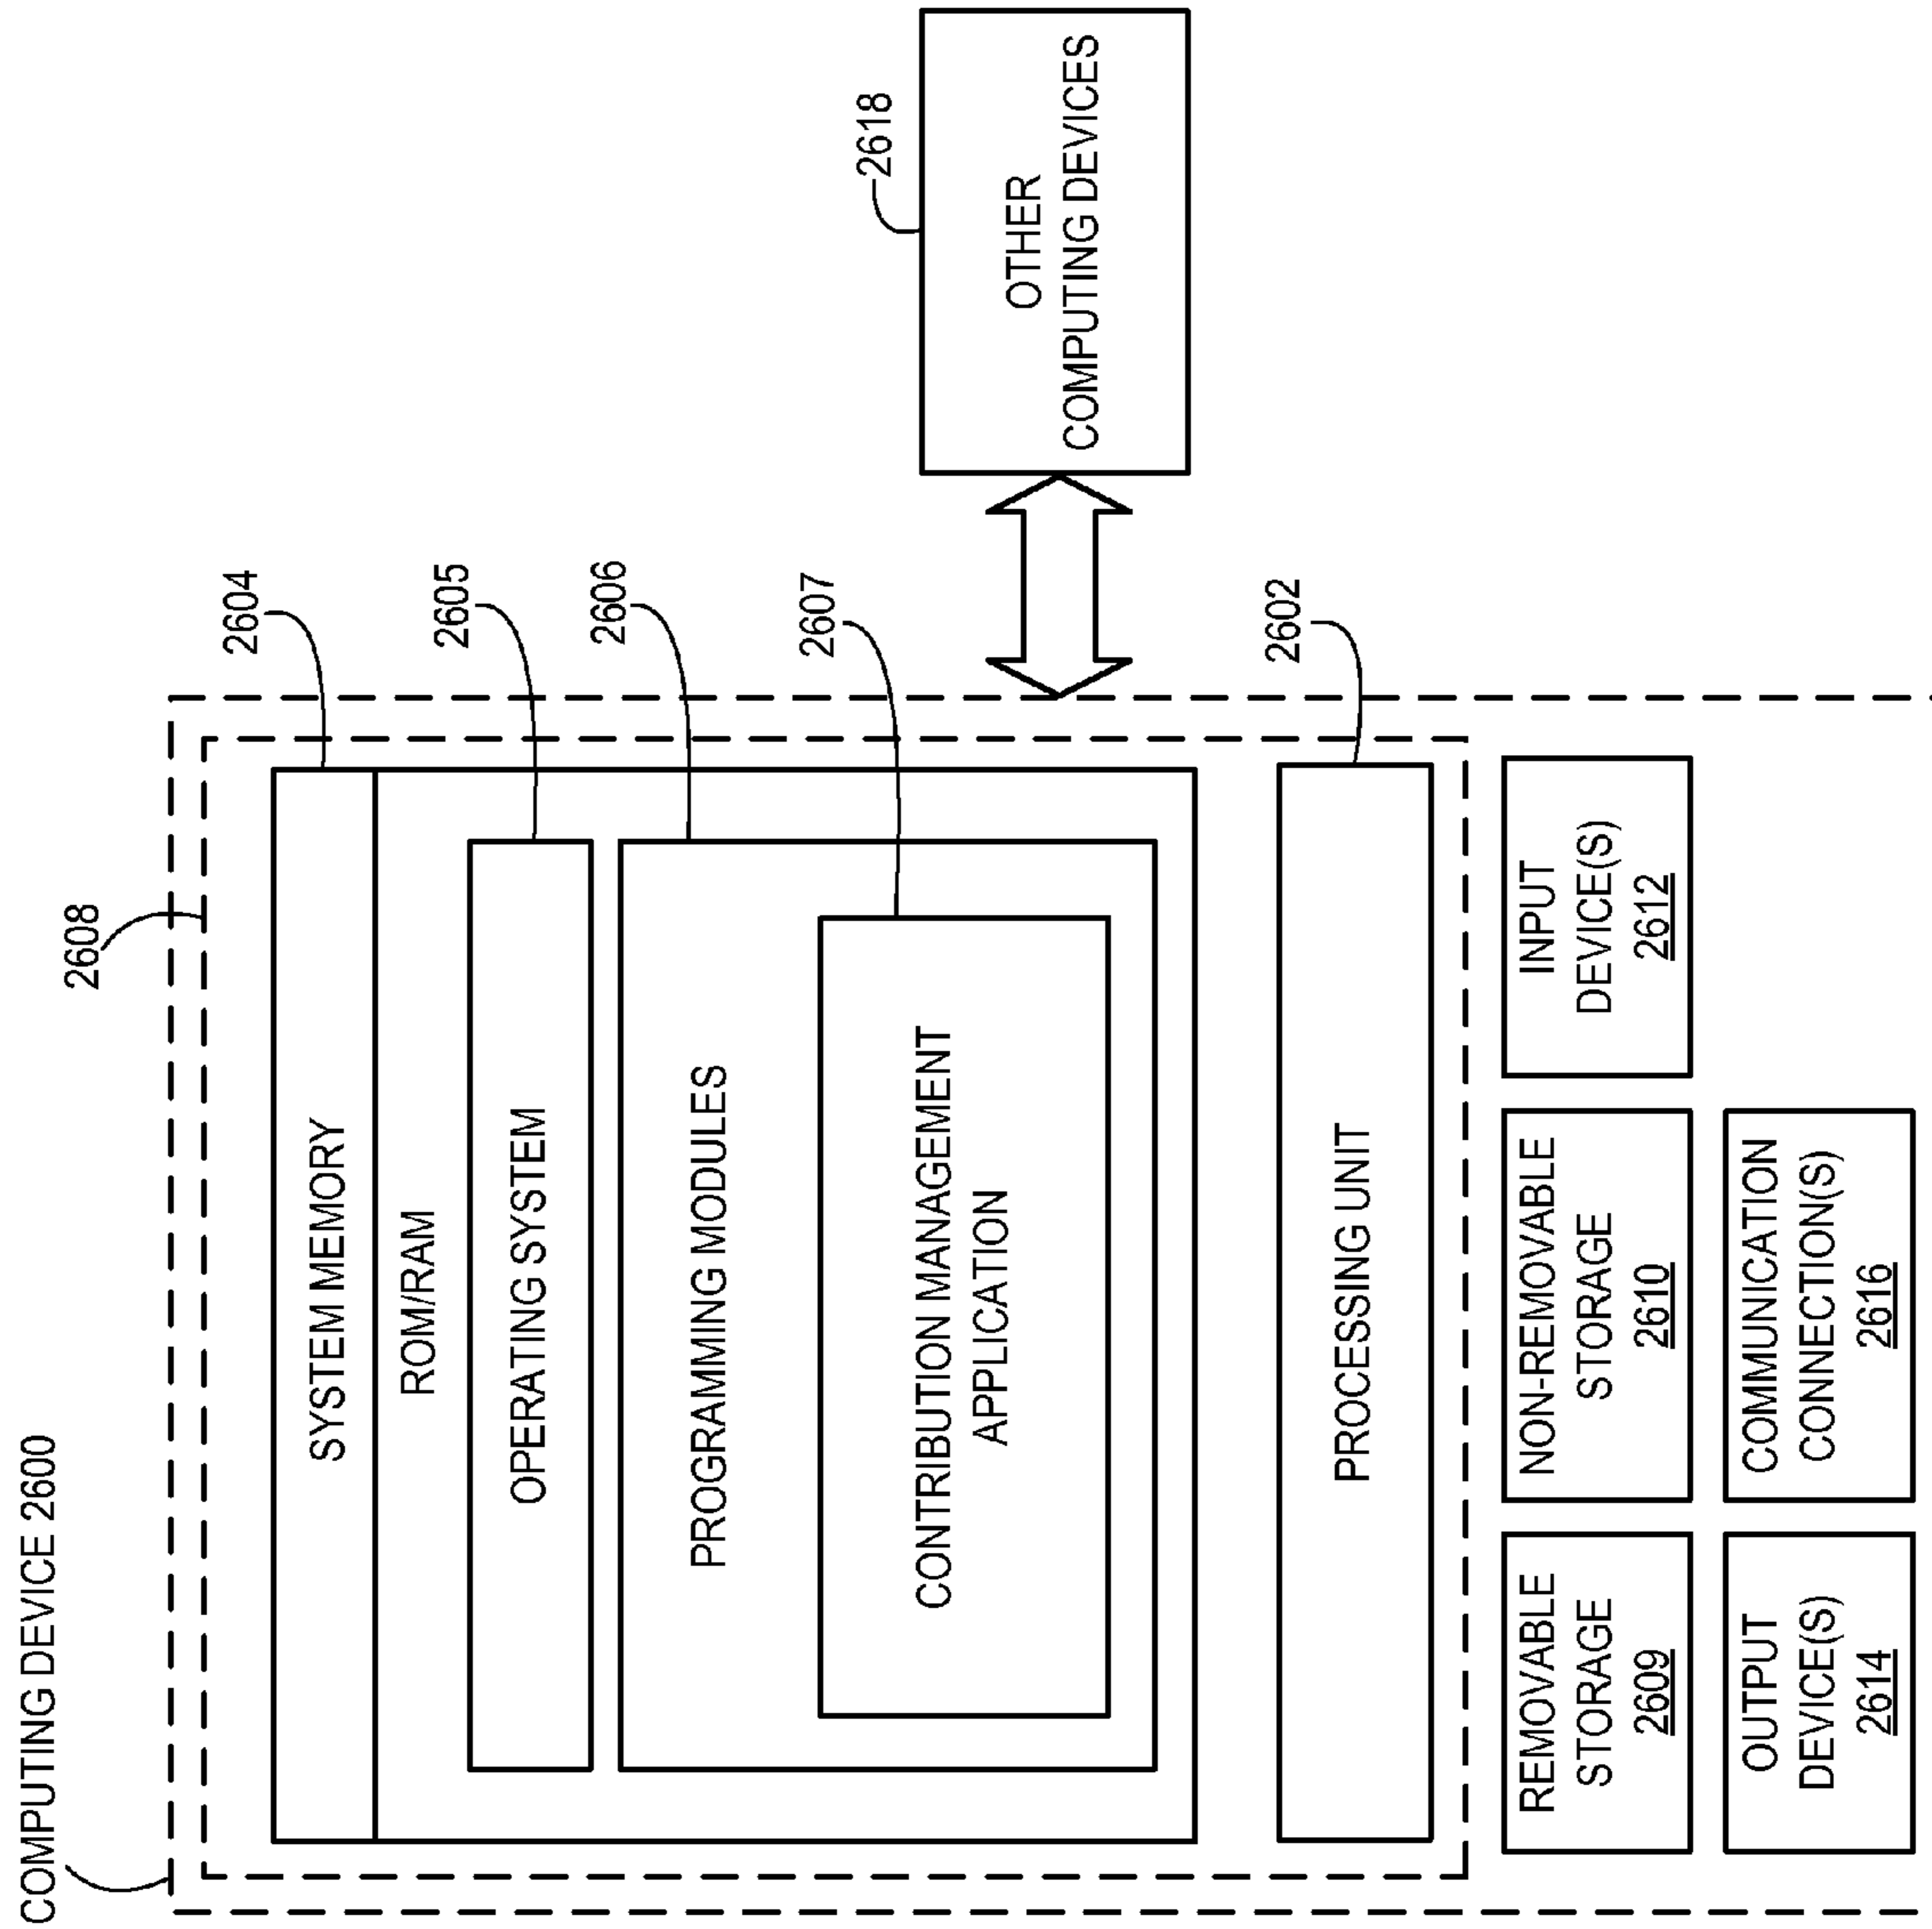 COMPUTING DEVICE 2600
2608
2604
SYSTEM MEMORY
ROM/RAM
2605
OPERATING SYSTEM
2606
PROGRAMMING MODULES
2607
CONTRIBUTION MANAGEMENT
APPLICATION
2602
PROCESSING UNIT
REMOVABLE
STORAGE
2609
NON-REMOVABLE
STORAGE
2610
INPUT
DEVICE(S)
2612
OUTPUT
DEVICE(S)
2614
COMMUNICATION
CONNECTION(S)
2616
2618
OTHER
COMPUTING DEVICES